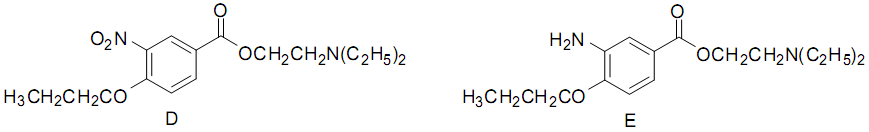 O
O₂N
OCH₂CH₂N(C₂H₅)₂
H₃CH₂CH₂CO
D
O
H₂N
OCH₂CH₂N(C₂H₅)₂
H₃CH₂CH₂CO
E